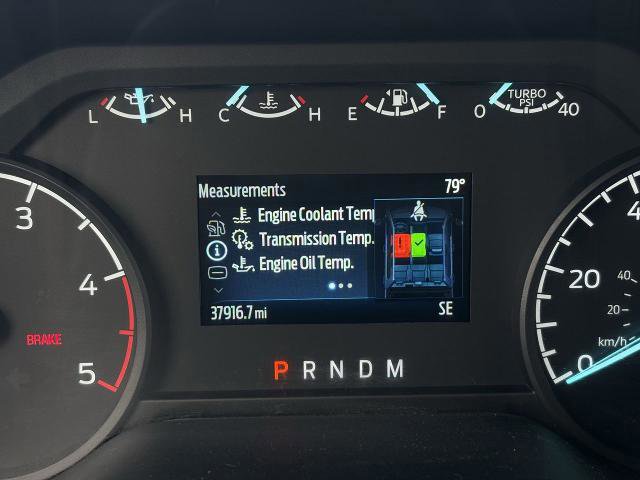 L H C H E F 0 TURBO PSI 40
Measurements 79°
Engine Coolant Temp
Transmission Temp.
Engine Oil Temp.
37916.7 mi SE
P R N D M
3
4
5
BRAKE
40
20
0
40
20
km/h